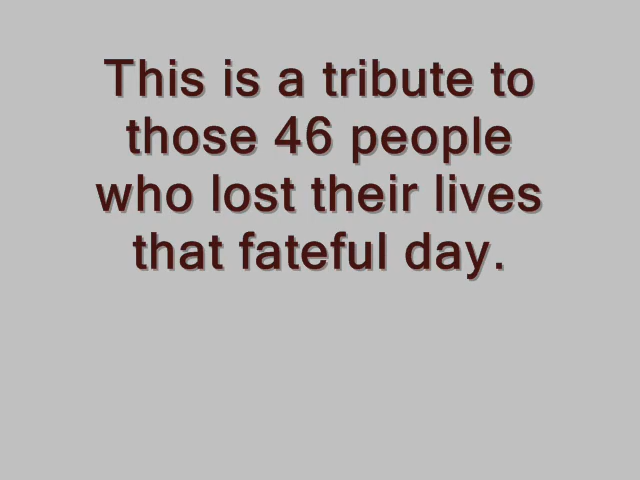 This is a tribute to
those 46 people
who lost their lives
that fateful day.